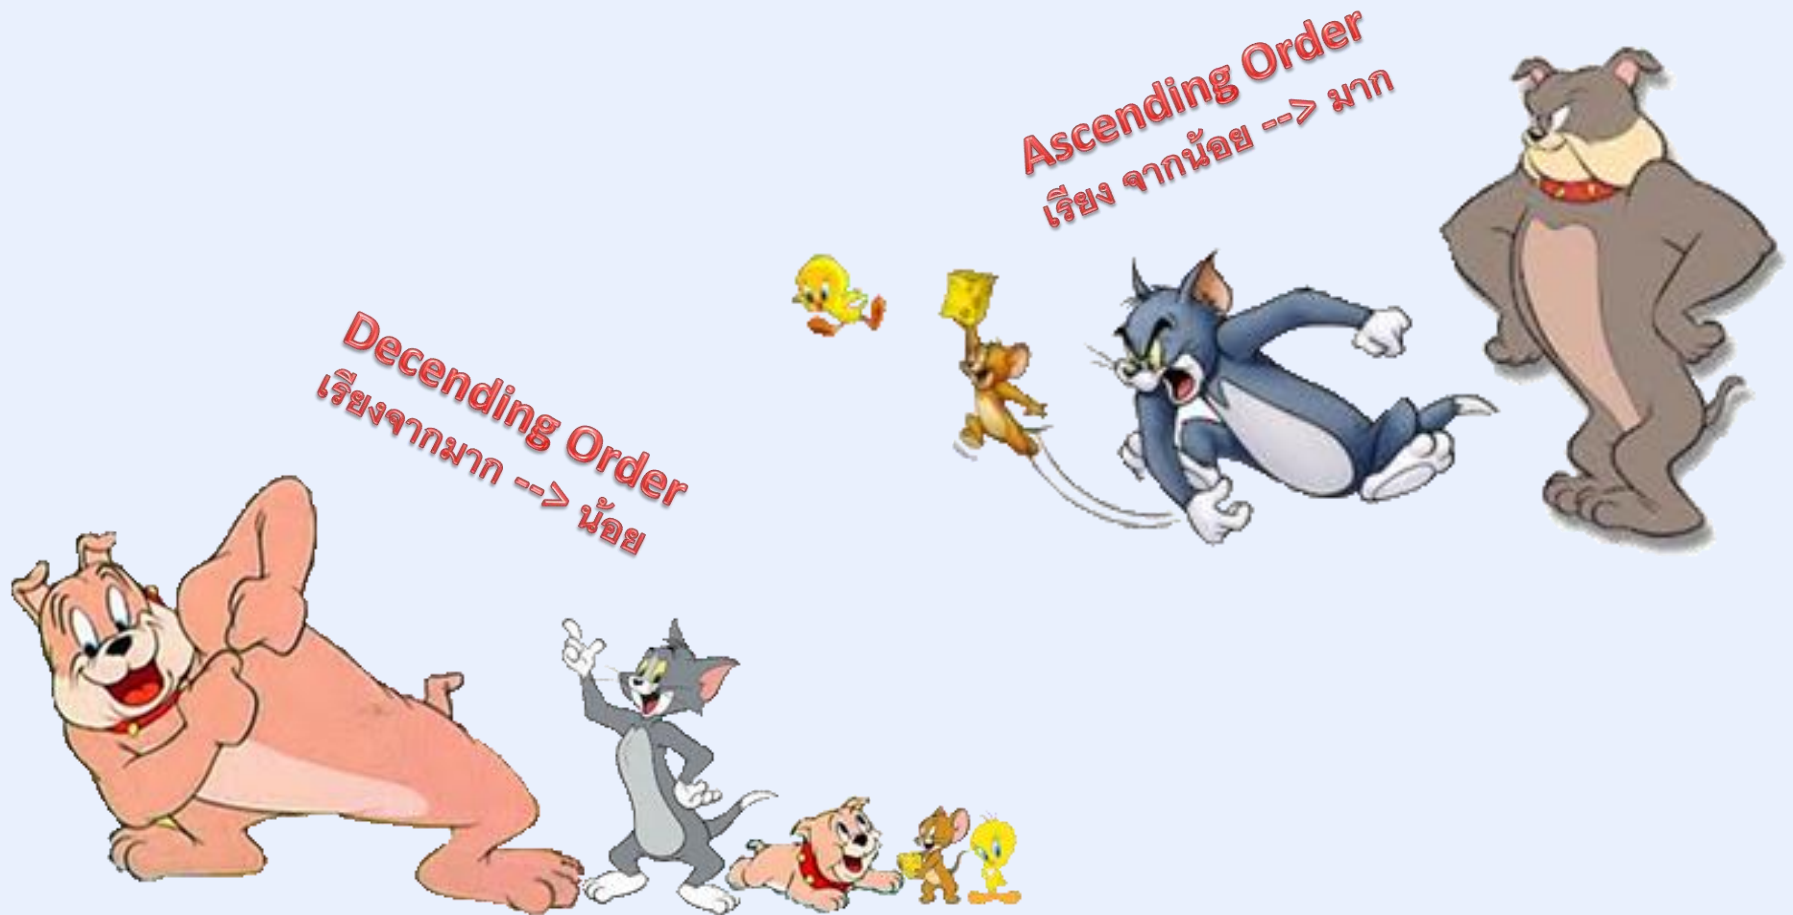 Ascending Order
เรียง จากน้อย --> มาก
Decending Order
เรียงจากมาก --> น้อย